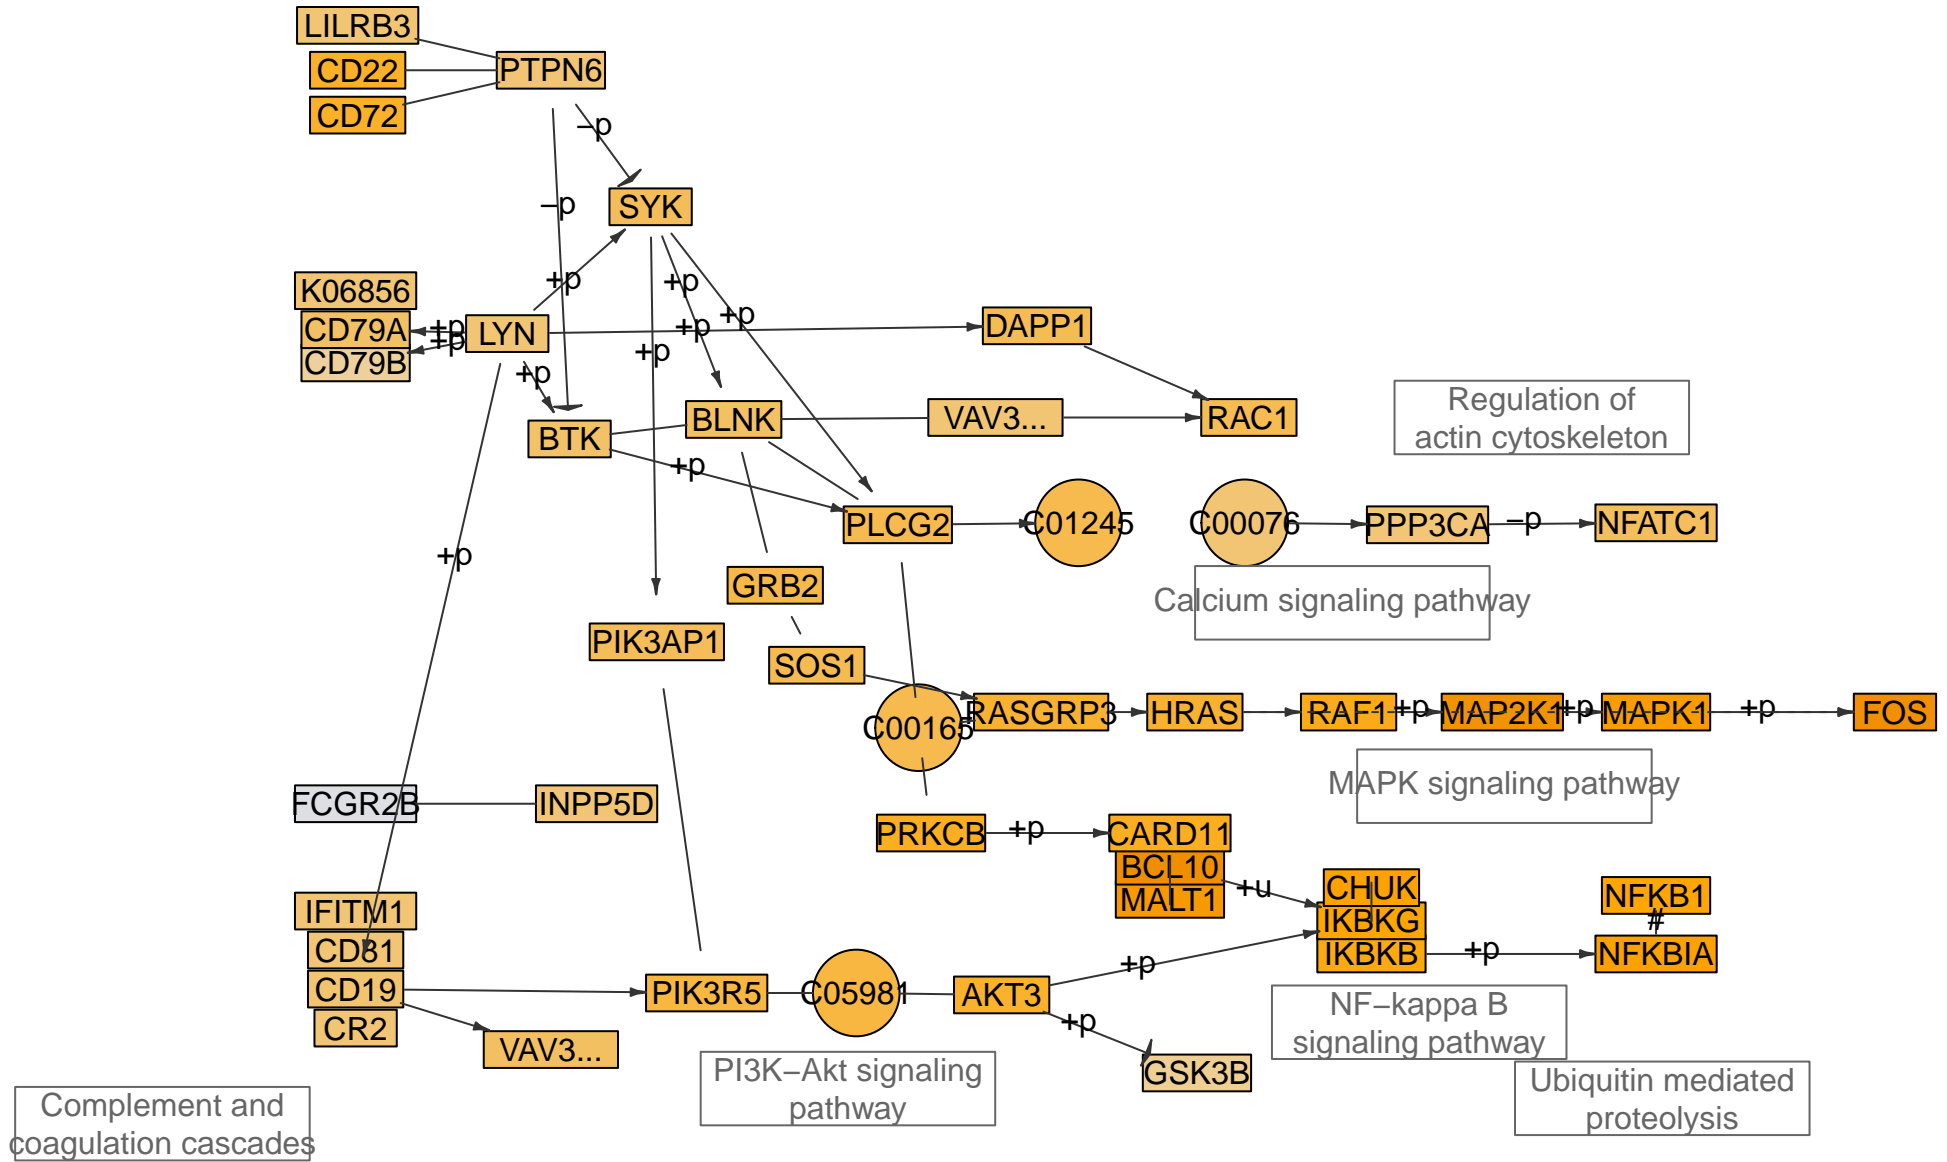 LILRB3
CD22
PTPN6
CD72
–p
–p
SYK
+p
+p
K06856
+p
+p
CD79A
+p
LYN
+p
DAPP1
+p
CD79B
+p
+p
Regulation of
actin cytoskeleton
BTK
BLNK
VAV3...
RAC1
+p
PLCG2
C01245
C00076
PPP3CA
–p
NFATC1
+p
GRB2
Calcium signaling pathway
PIK3AP1
SOS1
C00165
RASGRP3
HRAS
RAF1
+p
MAP2K1
+p
MAPK1
+p
FOS
MAPK signaling pathway
FCGR2B
INPP5D
PRKCB
+p
CARD11
BCL10
+u
MALT1
CHUK
IKBKG
IKBKB
+p
NFKB1
#
NFKBIA
IFITM1
CD81
CD19
CR2
VAV3...
PIK3R5
C05981
AKT3
+p
+p
GSK3B
NF–kappa B
signaling pathway
PI3K–Akt signaling
pathway
Ubiquitin mediated
proteolysis
Complement and
coagulation cascades